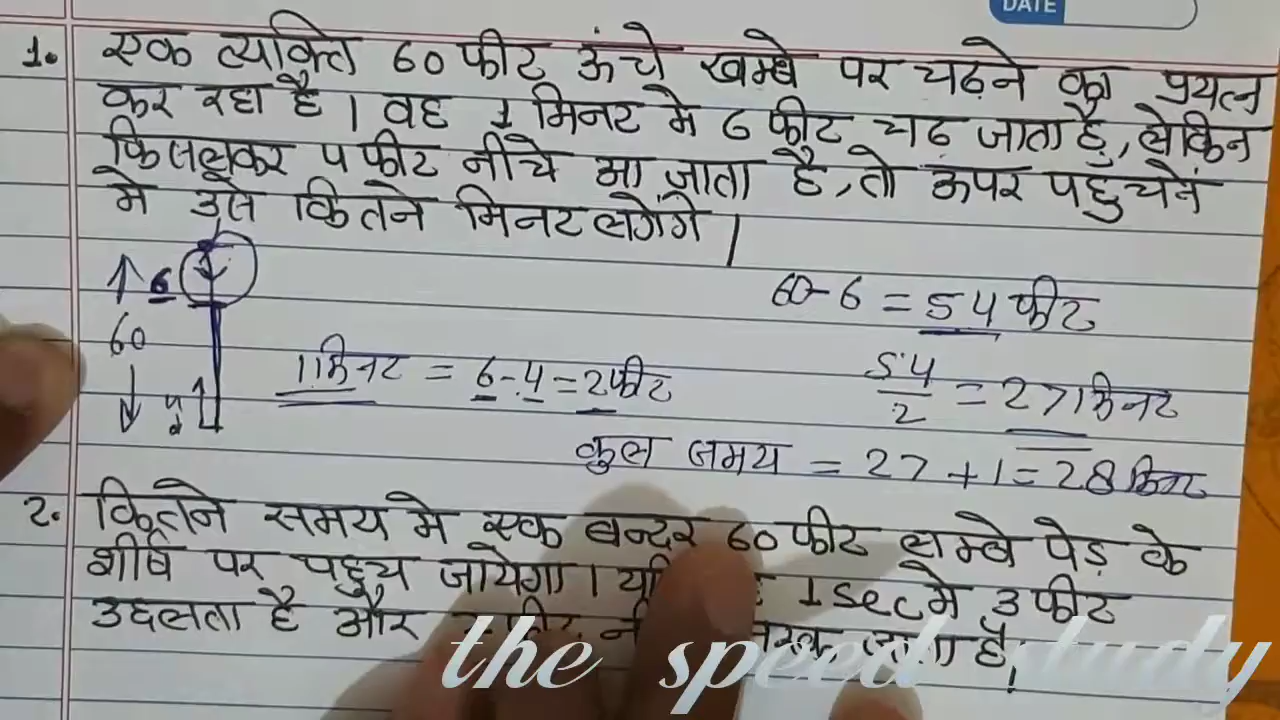 DATE
1. एक व्यक्ति 60 फीट ऊंचे खम्बे पर चढ़ने का प्रयत्न
कर रहा है। वह 1 मिनट मे 6 फीट चढ जाता है, लेकिन
फिसलकर 4 फीट नीचे आ जाता है, तो ऊपर पहुचने
मे उसे कितने मिनट लगेंगे।
↑ 6
60 - 6 = 54 फीट
60
1 मिनट = 6 - 4 = 2 फीट
54/2 = 27 मिनट
कुल समय = 27 + 1 = 28 मिनट
2. कितने समय मे एक बन्दर 60 फीट लम्बे पेड़ के
शीर्ष पर पहुच जायेगा। 1 sec मे 3 फीट
उछलता है और जाता है।
the speed study